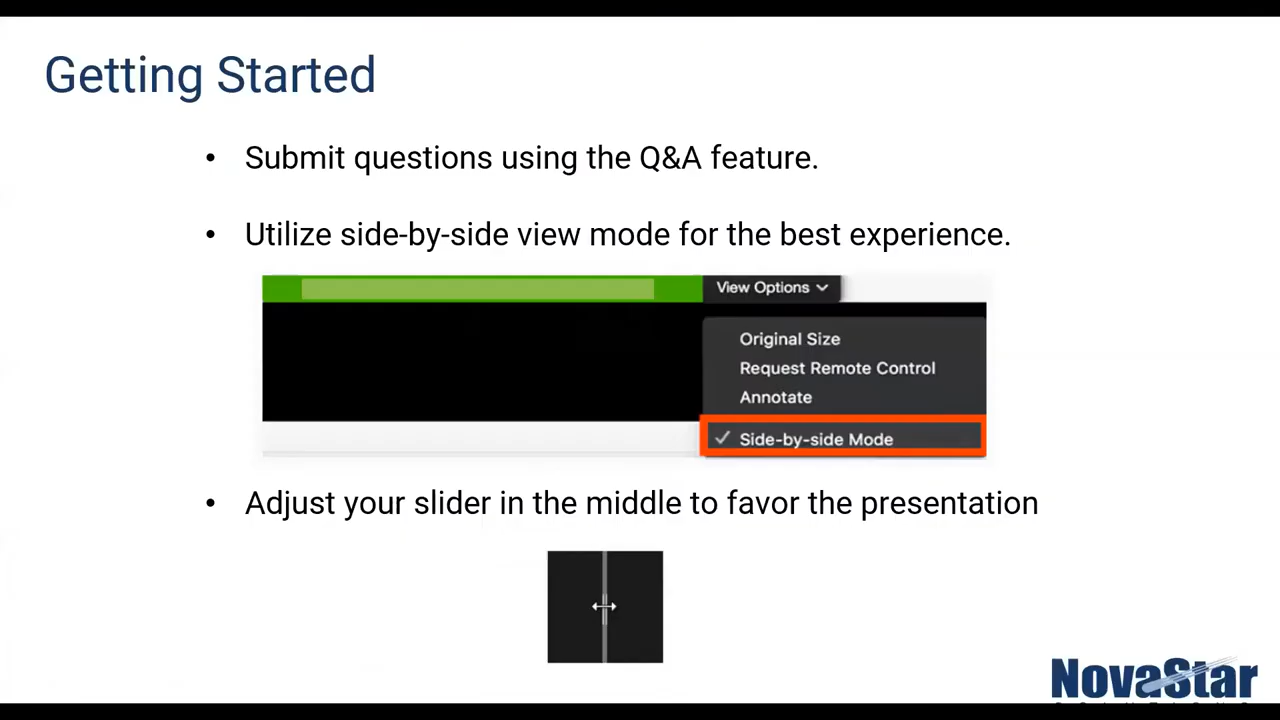 Getting Started
• Submit questions using the Q&A feature.
• Utilize side-by-side view mode for the best experience.
View Options
Original Size
Request Remote Control
Annotate
✓ Side-by-side Mode
• Adjust your slider in the middle to favor the presentation
NovaStar